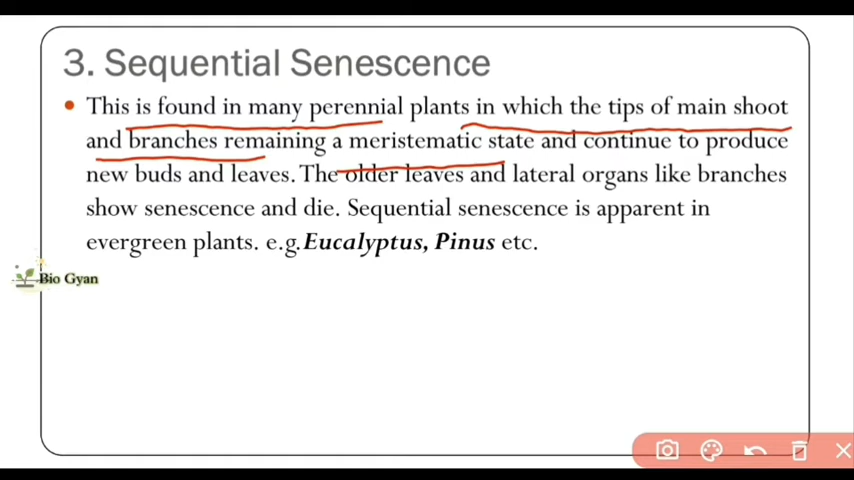 3. Sequential Senescence
This is found in many perennial plants in which the tips of main shoot
and branches remaining a meristematic state and continue to produce
new buds and leaves. The older leaves and lateral organs like branches
show senescence and die. Sequential senescence is apparent in
evergreen plants. e.g.Eucalyptus, Pinus etc.
Bio Gyan